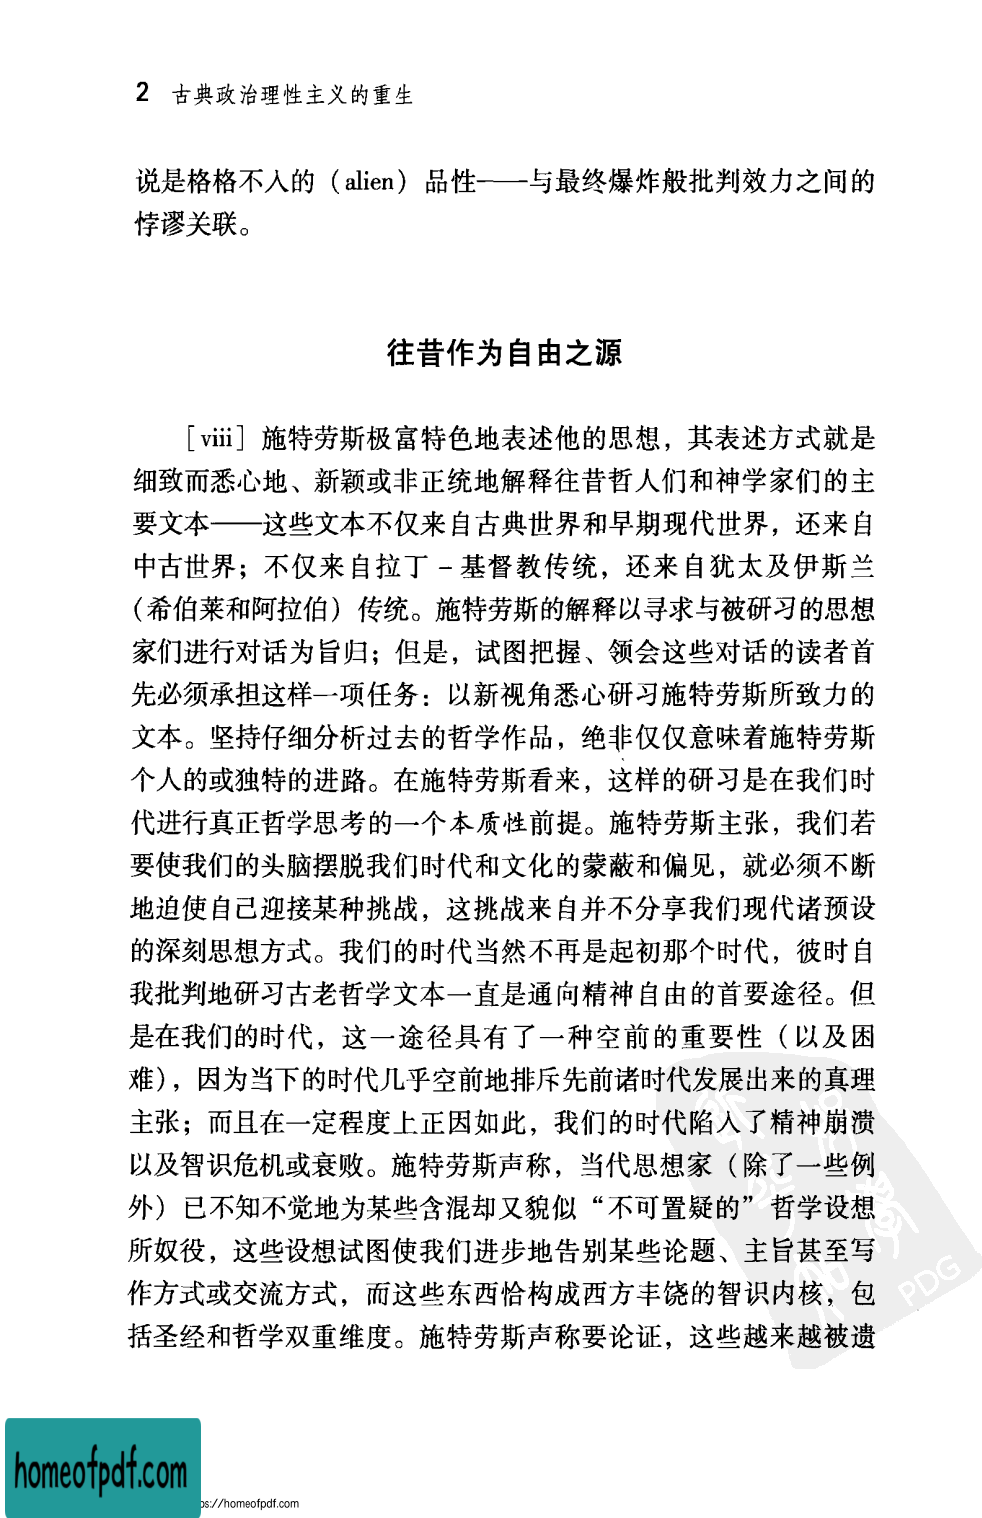 2 古典政治理性主义的重生
说是格格不入的（alien）品性——与最终爆炸般批判效力之间的
悖谬关联。
往昔作为自由之源
［viii］施特劳斯极富特色地表述他的思想，其表述方式就是
细致而悉心地、新颖或非正统地解释往昔哲人们和神学家们的主
要文本——这些文本不仅来自古典世界和早期现代世界，还来自
中古世界；不仅来自拉丁－基督教传统，还来自犹太及伊斯兰
（希伯莱和阿拉伯）传统。施特劳斯的解释以寻求与被研习的思想
家们进行对话为旨归；但是，试图把握、领会这些对话的读者首
先必须承担这样一项任务：以新视角悉心研习施特劳斯所致力的
文本。坚持仔细分析过去的哲学作品，绝非仅仅意味着施特劳斯
个人的或独特的进路。在施特劳斯看来，这样的研习是在我们时
代进行真正哲学思考的一个本质性前提。施特劳斯主张，我们若
要使我们的头脑摆脱我们时代和文化的蒙蔽和偏见，就必须不断
地迫使自己迎接某种挑战，这挑战来自并不分享我们现代诸预设
的深刻思想方式。我们的时代当然不再是起初那个时代，彼时自
我批判地研习古老哲学文本一直是通向精神自由的首要途径。但
是在我们的时代，这一途径具有了一种空前的重要性（以及困
难），因为当下的时代几乎空前地排斥先前诸时代发展出来的真理
主张；而且在一定程度上正因如此，我们的时代陷入了精神崩溃
以及智识危机或衰败。施特劳斯声称，当代思想家（除了一些例
外）已不知不觉地为某些含混却又貌似“不可置疑的”哲学设想
所奴役，这些设想试图使我们进步地告别某些论题、主旨甚至写
作方式或交流方式，而这些东西恰构成西方丰饶的智识内核，包
括圣经和哲学双重维度。施特劳斯声称要论证，这些越来越被遗
PDG
homeofpdf.com
ps://homeofpdf.com